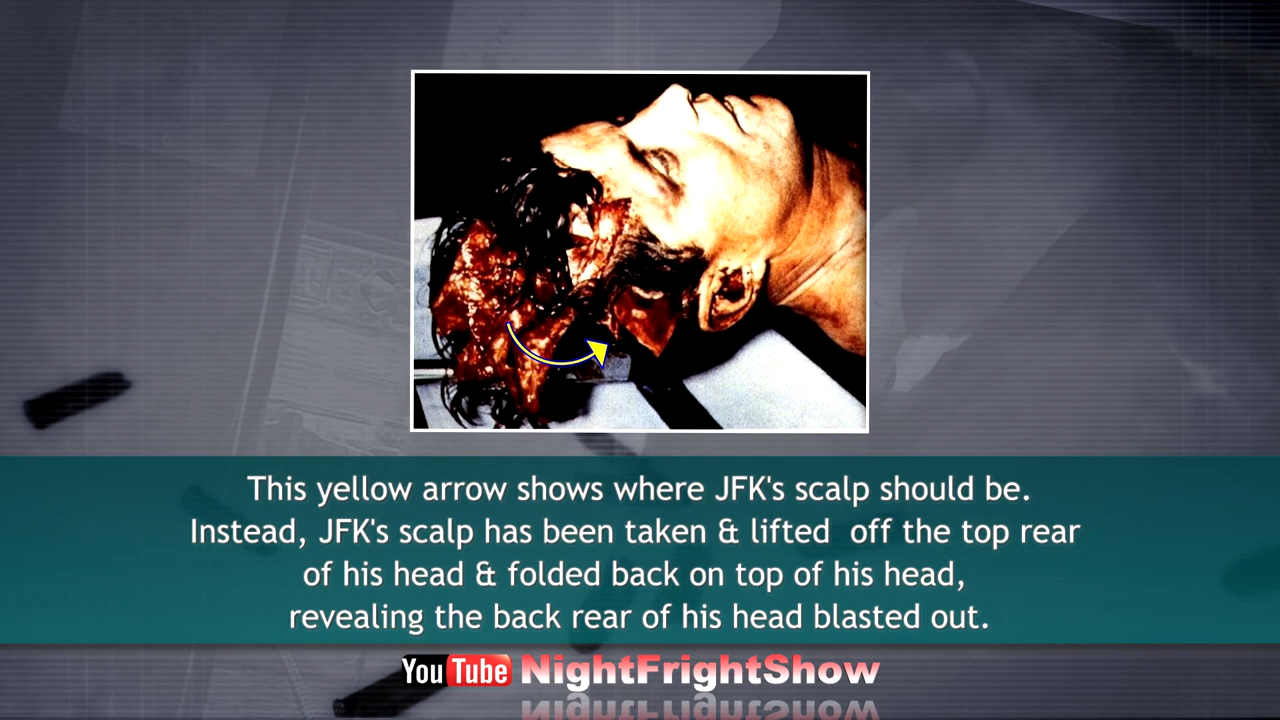 This yellow arrow shows where JFK's scalp should be.
Instead, JFK's scalp has been taken & lifted off the top rear
of his head & folded back on top of his head,
revealing the back rear of his head blasted out.
YouTube NightFrightShow